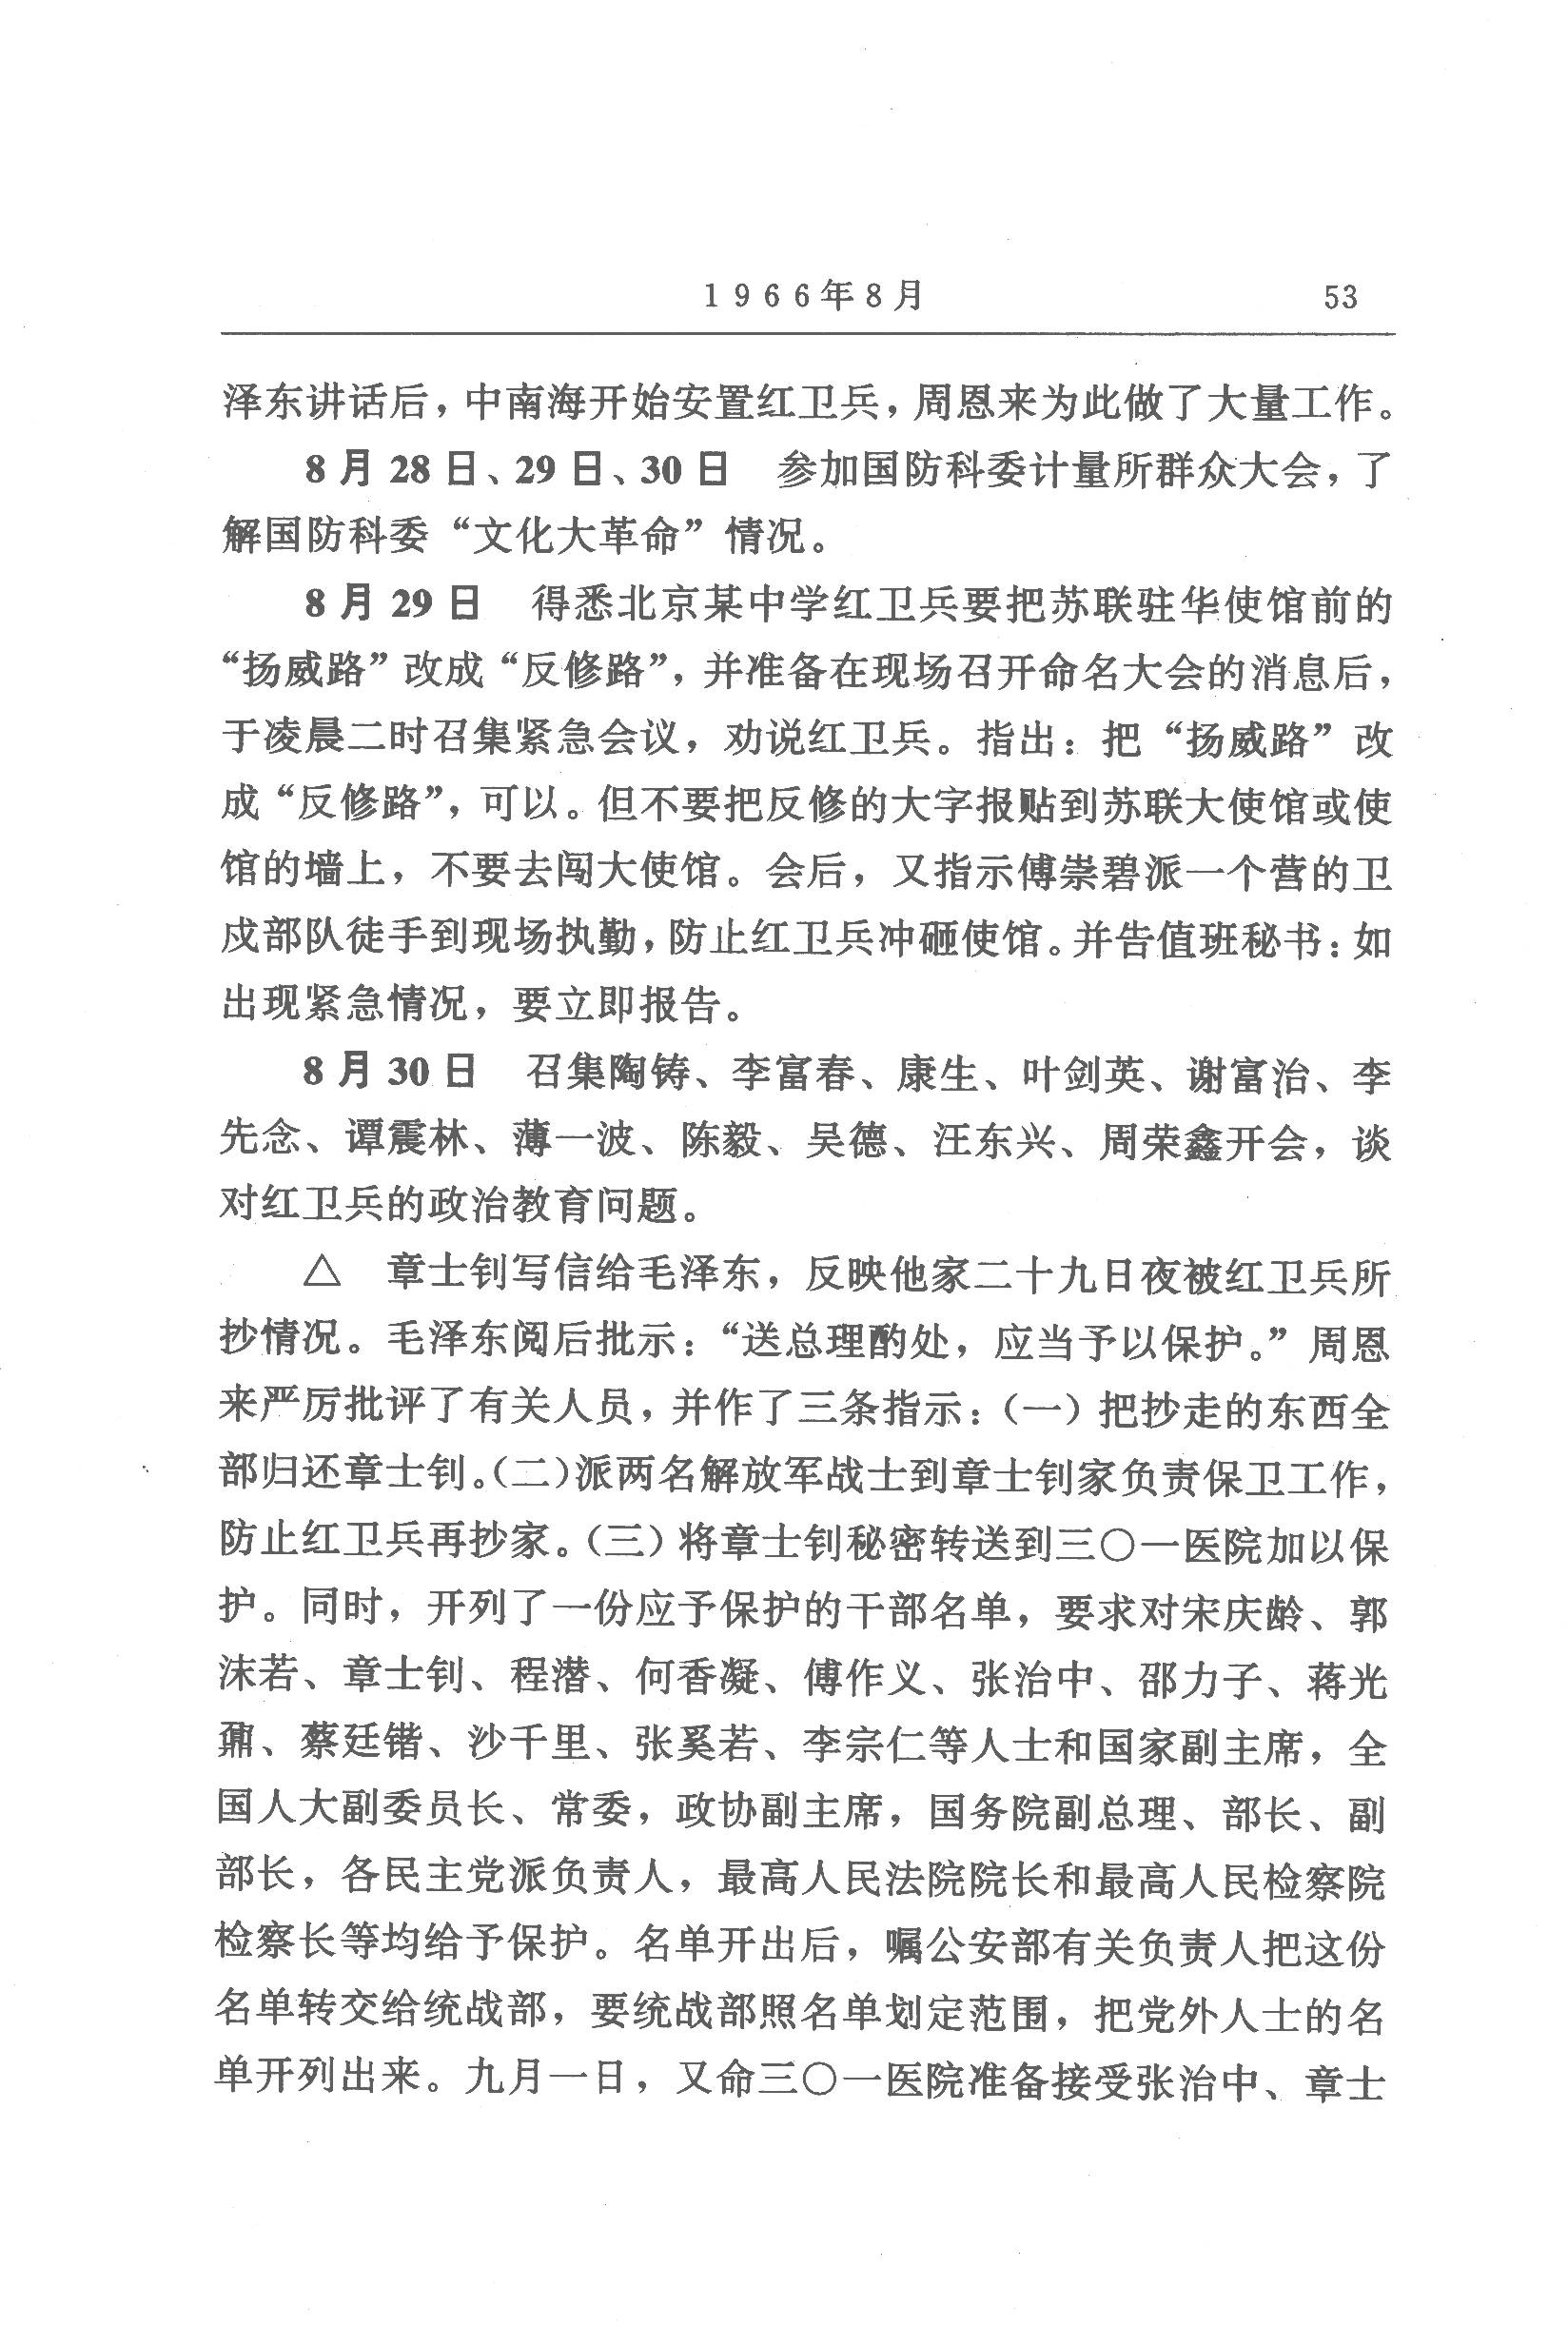 1966年8月 53
泽东讲话后，中南海开始安置红卫兵，周恩来为此做了大量工作。
8月28日、29日、30日 参加国防科委计量所群众大会，了
解国防科委“文化大革命”情况。
8月29日 得悉北京某中学红卫兵要把苏联驻华使馆前的
“扬威路”改成“反修路”，并准备在现场召开命名大会的消息后，
于凌晨二时召集紧急会议，劝说红卫兵。指出：把“扬威路”改
成“反修路”，可以。但不要把反修的大字报贴到苏联大使馆或使
馆的墙上，不要去闯大使馆。会后，又指示傅崇碧派一个营的卫
戍部队徒手到现场执勤，防止红卫兵冲砸使馆。并告值班秘书：如
出现紧急情况，要立即报告。
8月30日 召集陶铸、李富春、康生、叶剑英、谢富治、李
先念、谭震林、薄一波、陈毅、吴德、汪东兴、周荣鑫开会，谈
对红卫兵的政治教育问题。
△ 章士钊写信给毛泽东，反映他家二十九日夜被红卫兵所
抄情况。毛泽东阅后批示：“送总理酌处，应当予以保护。”周恩
来严厉批评了有关人员，并作了三条指示：（一）把抄走的东西全
部归还章士钊。（二）派两名解放军战士到章士钊家负责保卫工作，
防止红卫兵再抄家。（三）将章士钊秘密转送到三〇一医院加以保
护。同时，开列了一份应予保护的干部名单，要求对宋庆龄、郭
沫若、章士钊、程潜、何香凝、傅作义、张治中、邵力子、蒋光
鼐、蔡廷锴、沙千里、张奚若、李宗仁等人士和国家副主席，全
国人大副委员长、常委，政协副主席，国务院副总理、部长、副
部长，各民主党派负责人，最高人民法院院长和最高人民检察院
检察长等均给予保护。名单开出后，嘱公安部有关负责人把这份
名单转交给统战部，要统战部照名单划定范围，把党外人士的名
单开列出来。九月一日，又命三〇一医院准备接受张治中、章士